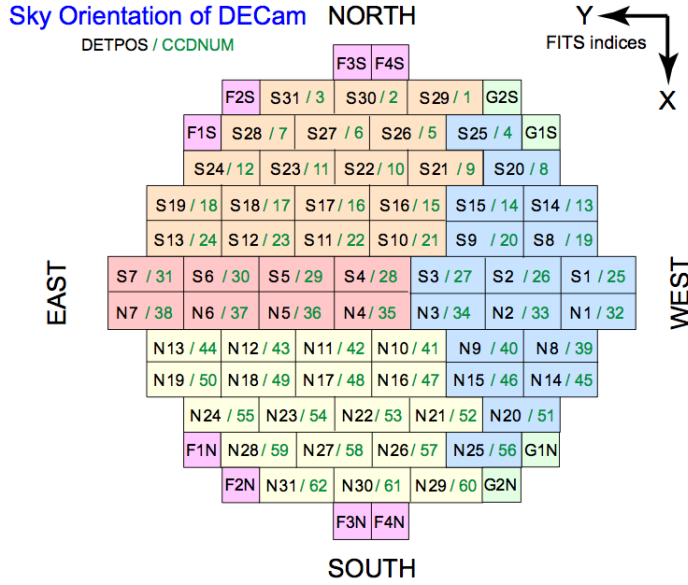 Sky Orientation of DECam NORTH Y
DETPOS / CCDNUM FITS indices
X
F3S F4S
F2S S31 / 3 S30 / 2 S29 / 1 G2S
F1S S28 / 7 S27 / 6 S26 / 5 S25 / 4 G1S
S24 / 12 S23 / 11 S22 / 10 S21 / 9 S20 / 8
S19 / 18 S18 / 17 S17 / 16 S16 / 15 S15 / 14 S14 / 13
S13 / 24 S12 / 23 S11 / 22 S10 / 21 S9 / 20 S8 / 19
S7 / 31 S6 / 30 S5 / 29 S4 / 28 S3 / 27 S2 / 26 S1 / 25
EAST WEST
N7 / 38 N6 / 37 N5 / 36 N4 / 35 N3 / 34 N2 / 33 N1 / 32
N13 / 44 N12 / 43 N11 / 42 N10 / 41 N9 / 40 N8 / 39
N19 / 50 N18 / 49 N17 / 48 N16 / 47 N15 / 46 N14 / 45
N24 / 55 N23 / 54 N22 / 53 N21 / 52 N20 / 51
F1N N28 / 59 N27 / 58 N26 / 57 N25 / 56 G1N
F2N N31 / 62 N30 / 61 N29 / 60 G2N
F3N F4N
SOUTH